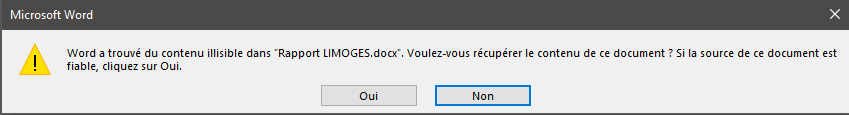 Microsoft Word
Word a trouvé du contenu illisible dans "Rapport LIMOGES.docx". Voulez-vous récupérer le contenu de ce document ? Si la source de ce document est
fiable, cliquez sur Oui.
Oui
Non